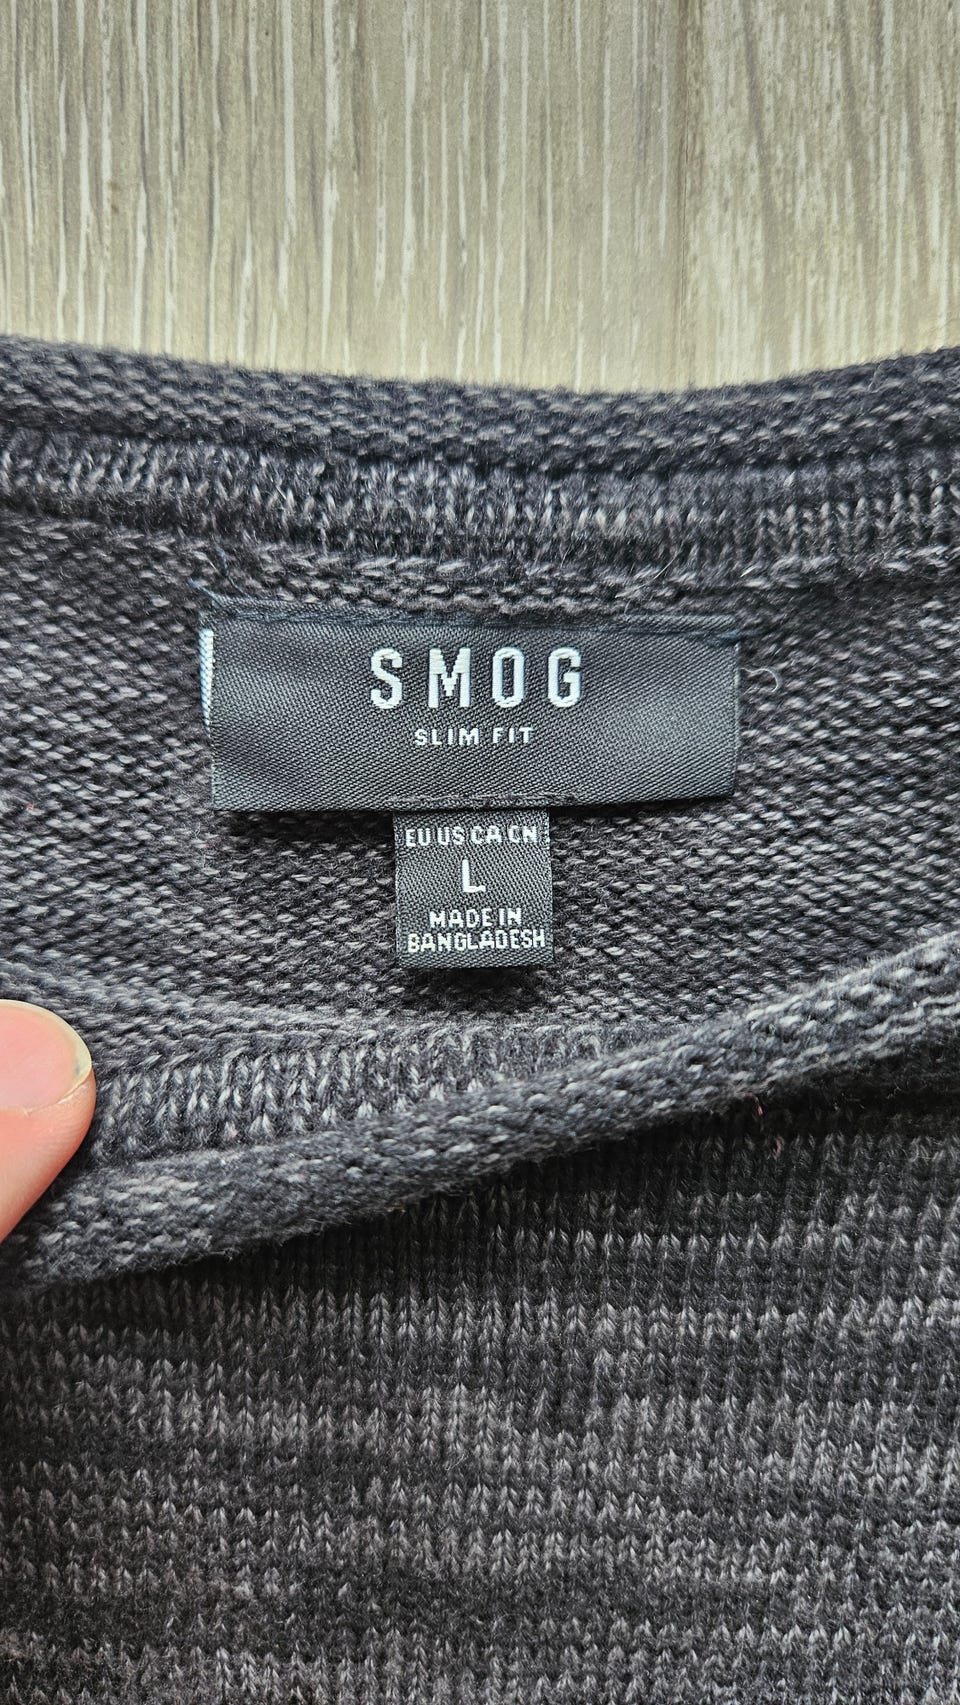 SMOG
SLIM FIT
EU US CA CN
L
MADE IN
BANGLADESH